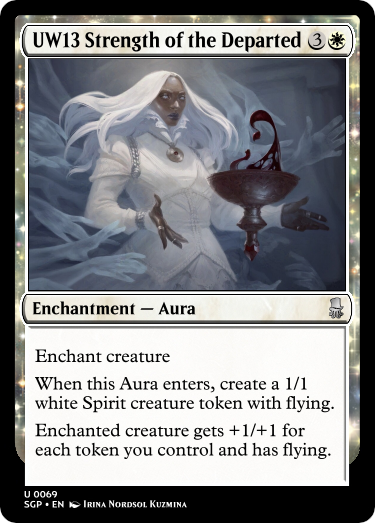 UW13 Strength of the Departed 3
Enchantment — Aura
Enchant creature
When this Aura enters, create a 1/1
white Spirit creature token with flying.
Enchanted creature gets +1/+1 for
each token you control and has flying.
U 0069
SGP • EN Irina Nordsol Kuzmina